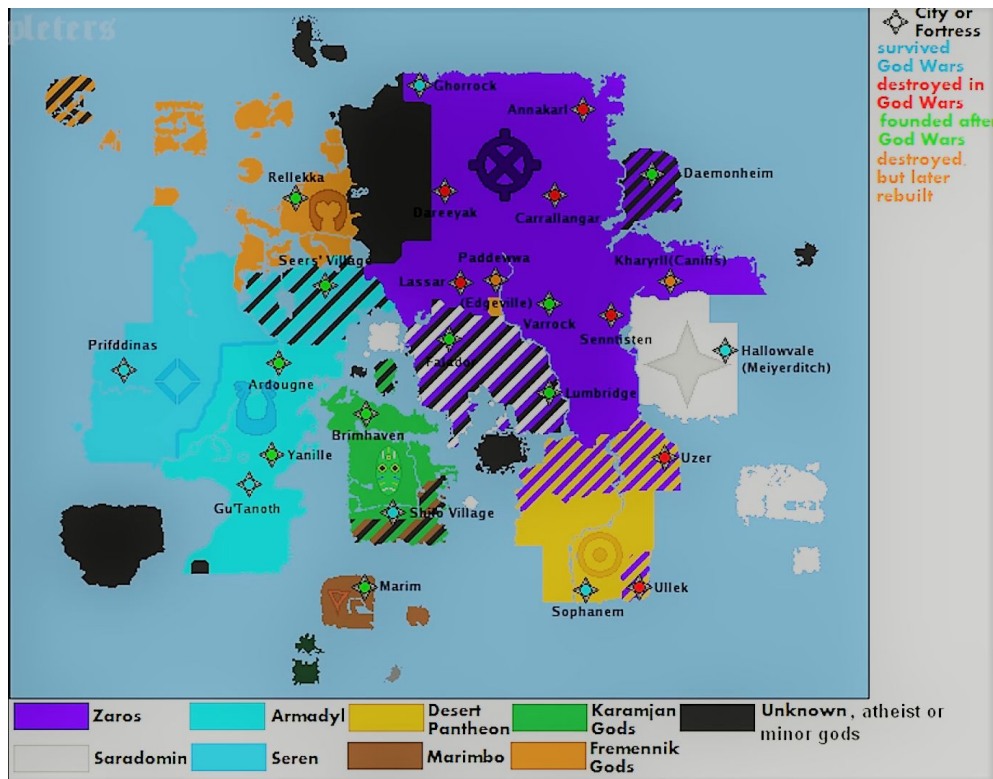 pleters
City or
Fortress
survived
God Wars
destroyed in
God Wars
founded after
God Wars
destroyed,
but later
rebuilt
Ghorrock
Annakarl
Rellekka
Daemonheim
Dareeyak
Carrallangar
Seers' Village
Paddewwa
Kharyrll(Canifis)
Lassar
(Edgeville)
Varrock
Senntisten
Prifddinas
Falador
Hallowvale
(Meiyerditch)
Ardougne
Lumbridge
Brimhaven
Yanille
Uzer
Gu'Tanoth
Shilo Village
Marim
Ullek
Sophanem
Zaros
Armadyl
Desert
Pantheon
Karamjan
Gods
Unknown, atheist or
minor gods
Saradomin
Seren
Marimbo
Fremennik
Gods